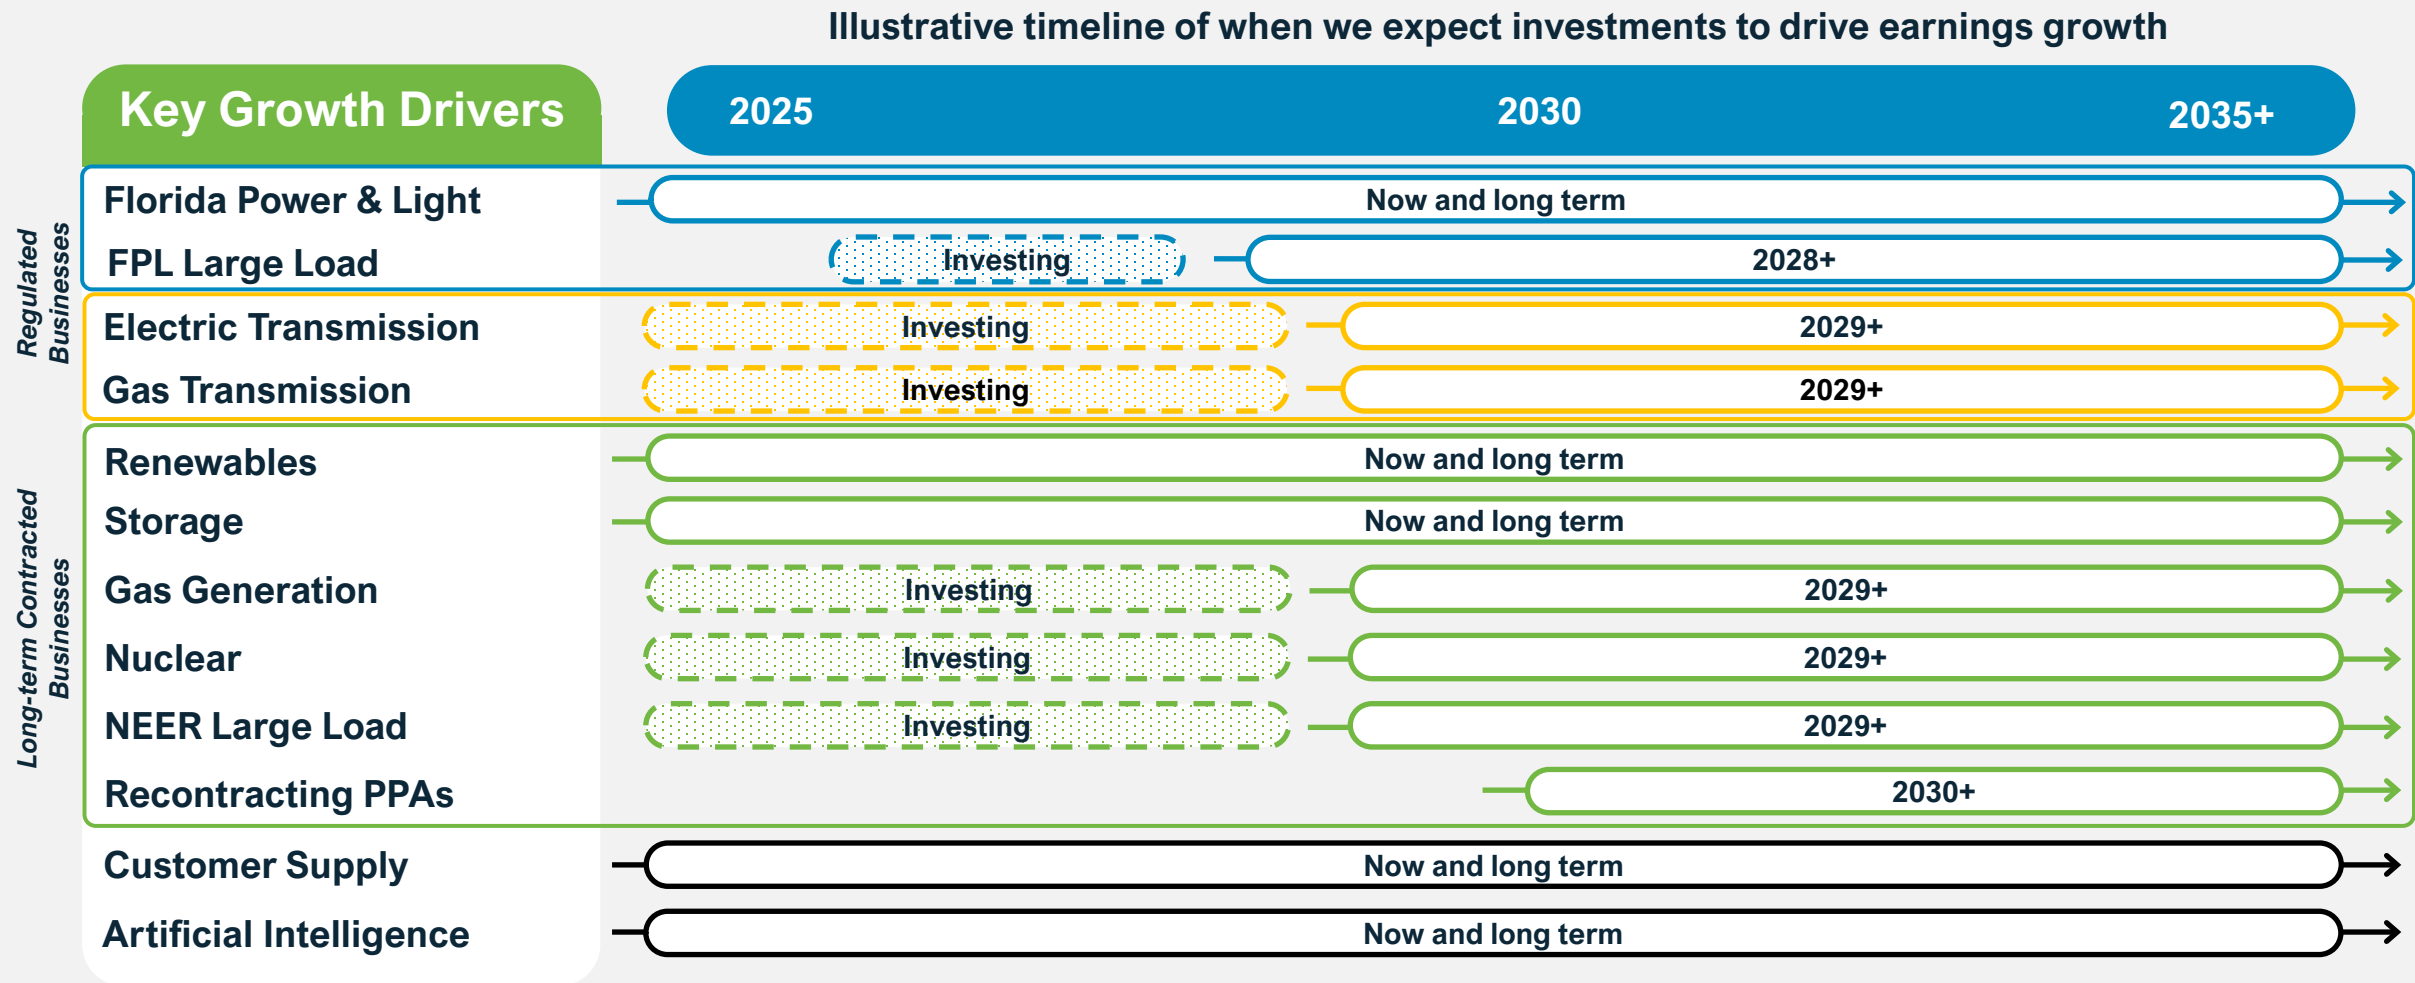 Illustrative timeline of when we expect investments to drive earnings growth
Key Growth Drivers
2025
2030
2035+
Regulated
Businesses
Florida Power & Light
Now and long term
FPL Large Load
Investing
2028+
Electric Transmission
Investing
2029+
Gas Transmission
Investing
2029+
Long-term Contracted
Businesses
Renewables
Now and long term
Storage
Now and long term
Gas Generation
Investing
2029+
Nuclear
Investing
2029+
NEER Large Load
Investing
2029+
Recontracting PPAs
2030+
Customer Supply
Now and long term
Artificial Intelligence
Now and long term